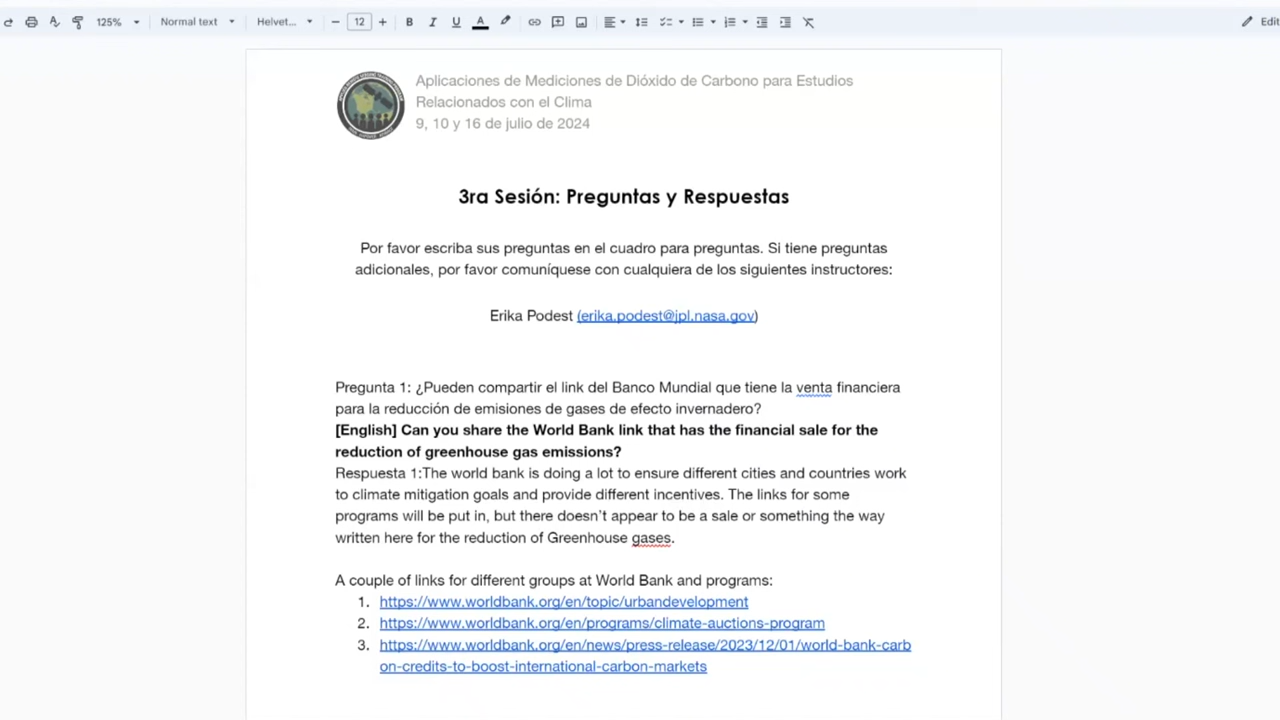 125% Normal text Helvet... − 12 + B I U A Edit
Aplicaciones de Mediciones de Dióxido de Carbono para Estudios
Relacionados con el Clima
9, 10 y 16 de julio de 2024
3ra Sesión: Preguntas y Respuestas
Por favor escriba sus preguntas en el cuadro para preguntas. Si tiene preguntas
adicionales, por favor comuníquese con cualquiera de los siguientes instructores:
Erika Podest (erika.podest@jpl.nasa.gov)
Pregunta 1: ¿Pueden compartir el link del Banco Mundial que tiene la venta financiera
para la reducción de emisiones de gases de efecto invernadero?
[English] Can you share the World Bank link that has the financial sale for the
reduction of greenhouse gas emissions?
Respuesta 1:The world bank is doing a lot to ensure different cities and countries work
to climate mitigation goals and provide different incentives. The links for some
programs will be put in, but there doesn't appear to be a sale or something the way
written here for the reduction of Greenhouse gases.
A couple of links for different groups at World Bank and programs:
1. https://www.worldbank.org/en/topic/urbandevelopment
2. https://www.worldbank.org/en/programs/climate-auctions-program
3. https://www.worldbank.org/en/news/press-release/2023/12/01/world-bank-carb
on-credits-to-boost-international-carbon-markets